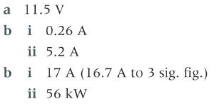 a 11.5 V
b i 0.26 A
ii 5.2 A
b i 17 A (16.7 A to 3 sig. fig.)
ii 56 kW